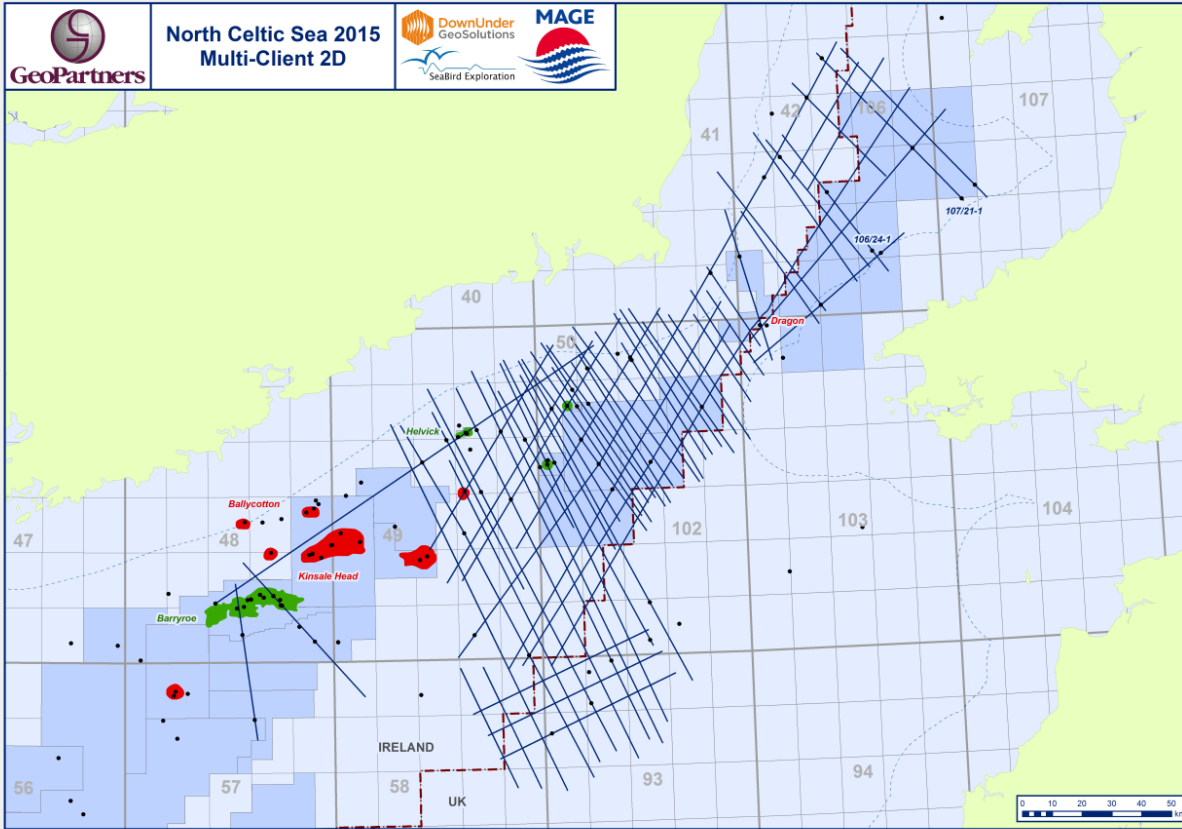 GeoPartners
North Celtic Sea 2015
Multi-Client 2D
DownUnder
GeoSolutions
SeaBird Exploration
MAGE
41
42
106
107
107/21-1
106/24-1
40
50
Dragon
Helvick
Ballycotton
47
48
49
102
103
104
Kinsale Head
Barryroe
IRELAND
56
57
58
UK
93
94
0 10 20 30 40 50
km